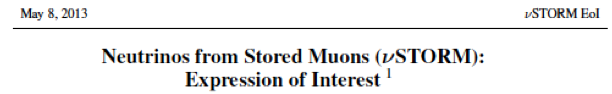 May 8, 2013 νSTORM EoI
Neutrinos from Stored Muons (νSTORM):
Expression of Interest 1